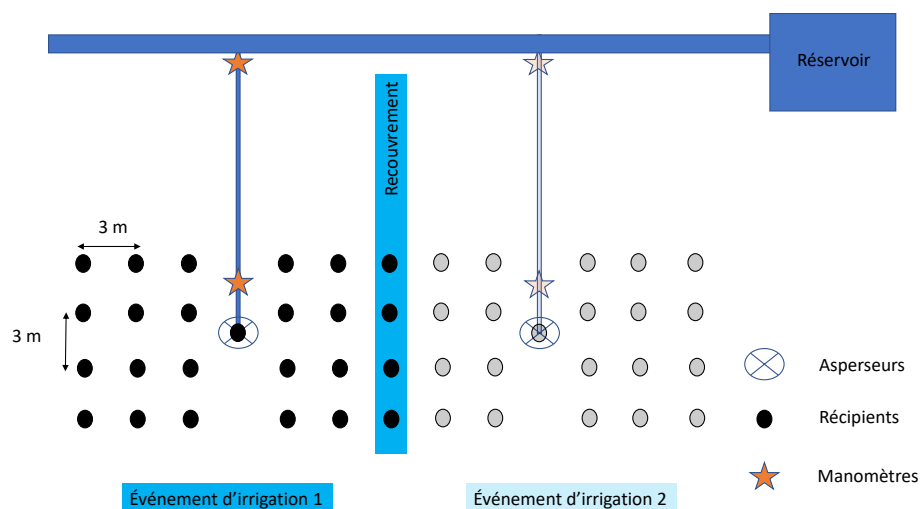 Réservoir
Recouvrement
3 m
3 m
Asperseurs
Récipients
Manomètres
Événement d’irrigation 1
Événement d’irrigation 2